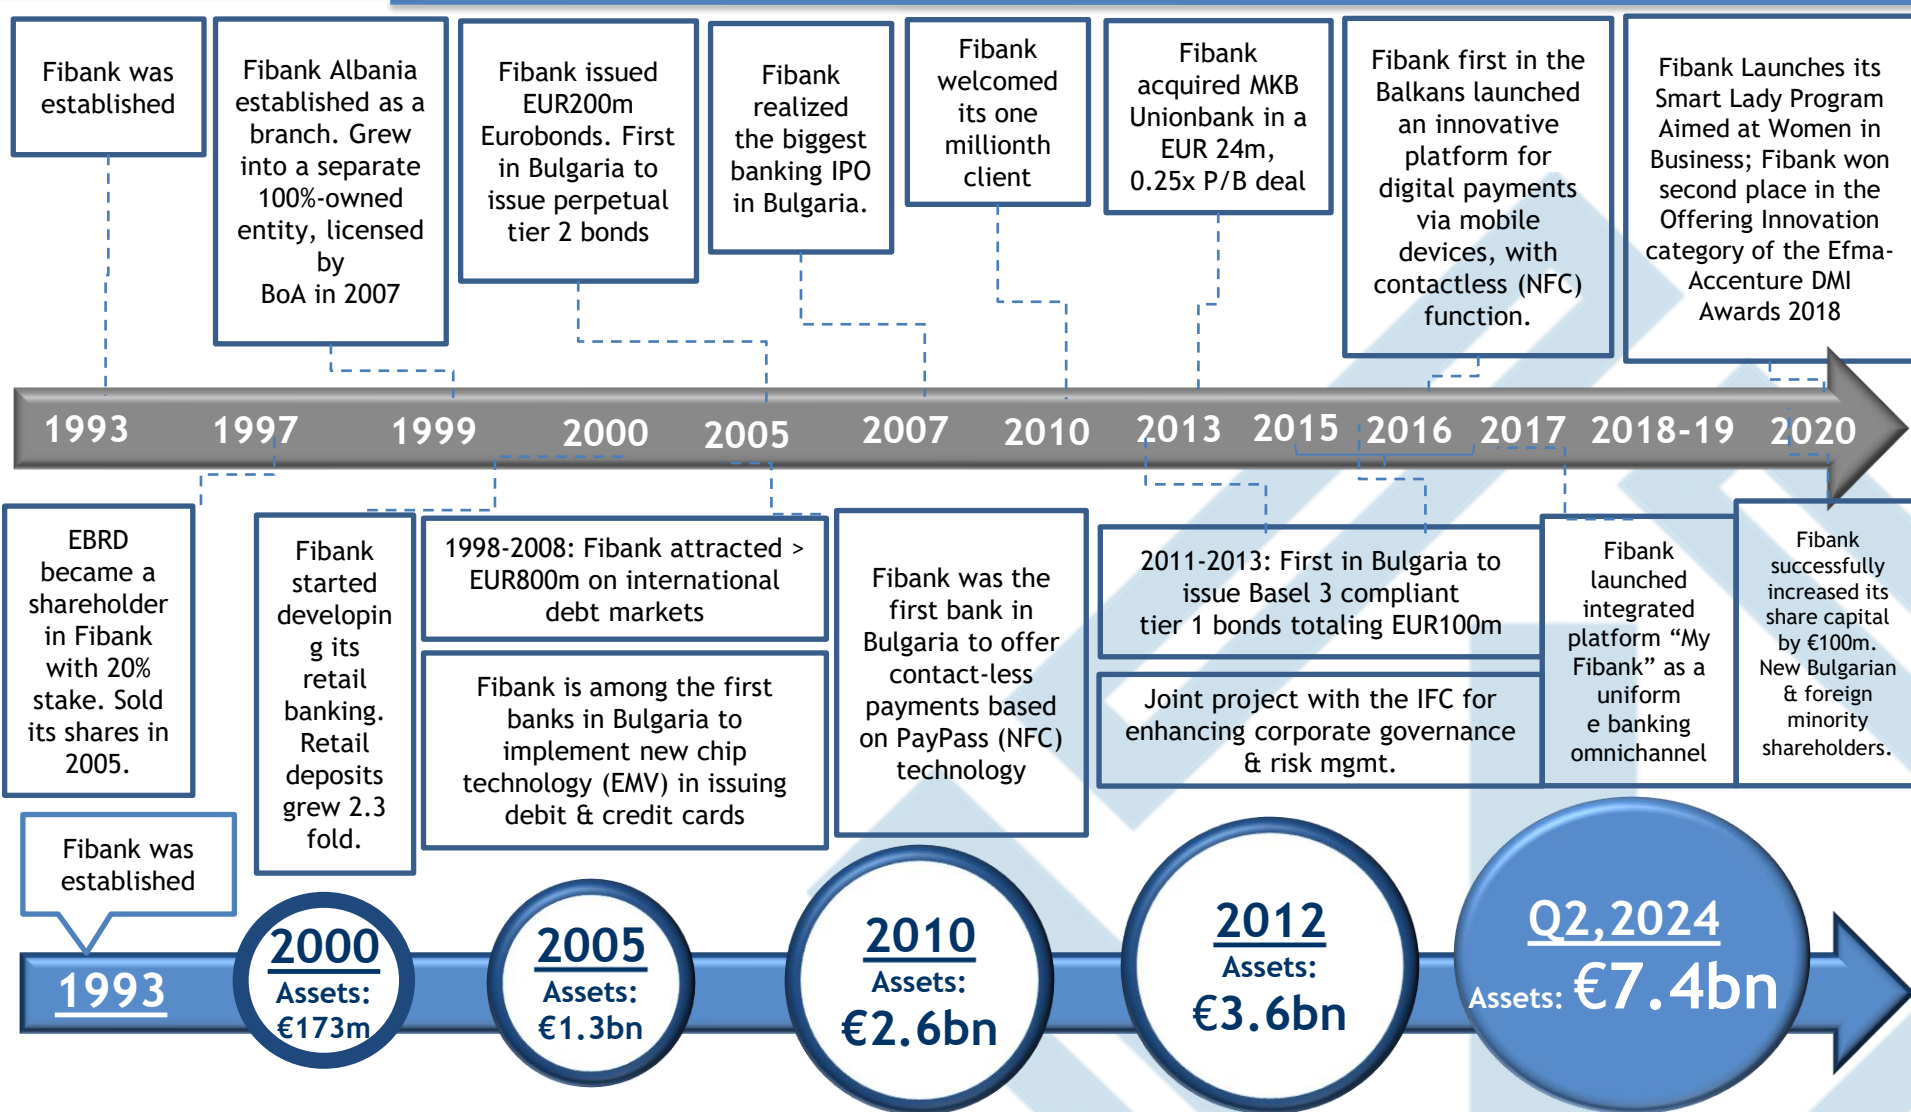 Fibank was
established
Fibank Albania
established as a
branch. Grew
into a separate
100%-owned
entity, licensed
by
BoA in 2007
Fibank issued
EUR200m
Eurobonds. First
in Bulgaria to
issue perpetual
tier 2 bonds
Fibank
realized
the biggest
banking IPO
in Bulgaria.
Fibank
welcomed
its one
millionth
client
Fibank
acquired MKB
Unionbank in a
EUR 24m,
0.25x P/B deal
Fibank first in the
Balkans launched
an innovative
platform for
digital payments
via mobile
devices, with
contactless (NFC)
function.
Fibank Launches its
Smart Lady Program
Aimed at Women in
Business; Fibank won
second place in the
Offering Innovation
category of the Efma-
Accenture DMI
Awards 2018
1993 1997 1999 2000 2005 2007 2010 2013 2015 2016 2017 2018-19 2020
EBRD
became a
shareholder
in Fibank
with 20%
stake. Sold
its shares in
2005.
Fibank
started
developin
g its
retail
banking.
Retail
deposits
grew 2.3
fold.
1998-2008: Fibank attracted >
EUR800m on international
debt markets
Fibank is among the first
banks in Bulgaria to
implement new chip
technology (EMV) in issuing
debit & credit cards
Fibank was the
first bank in
Bulgaria to offer
contact-less
payments based
on PayPass (NFC)
technology
2011-2013: First in Bulgaria to
issue Basel 3 compliant
tier 1 bonds totaling EUR100m
Joint project with the IFC for
enhancing corporate governance
& risk mgmt.
Fibank
launched
integrated
platform “My
Fibank” as a
uniform
e banking
omnichannel
Fibank
successfully
increased its
share capital
by €100m.
New Bulgarian
& foreign
minority
shareholders.
Fibank was
established
1993
2000
Assets:
€173m
2005
Assets:
€1.3bn
2010
Assets:
€2.6bn
2012
Assets:
€3.6bn
Q2,2024
Assets: €7.4bn